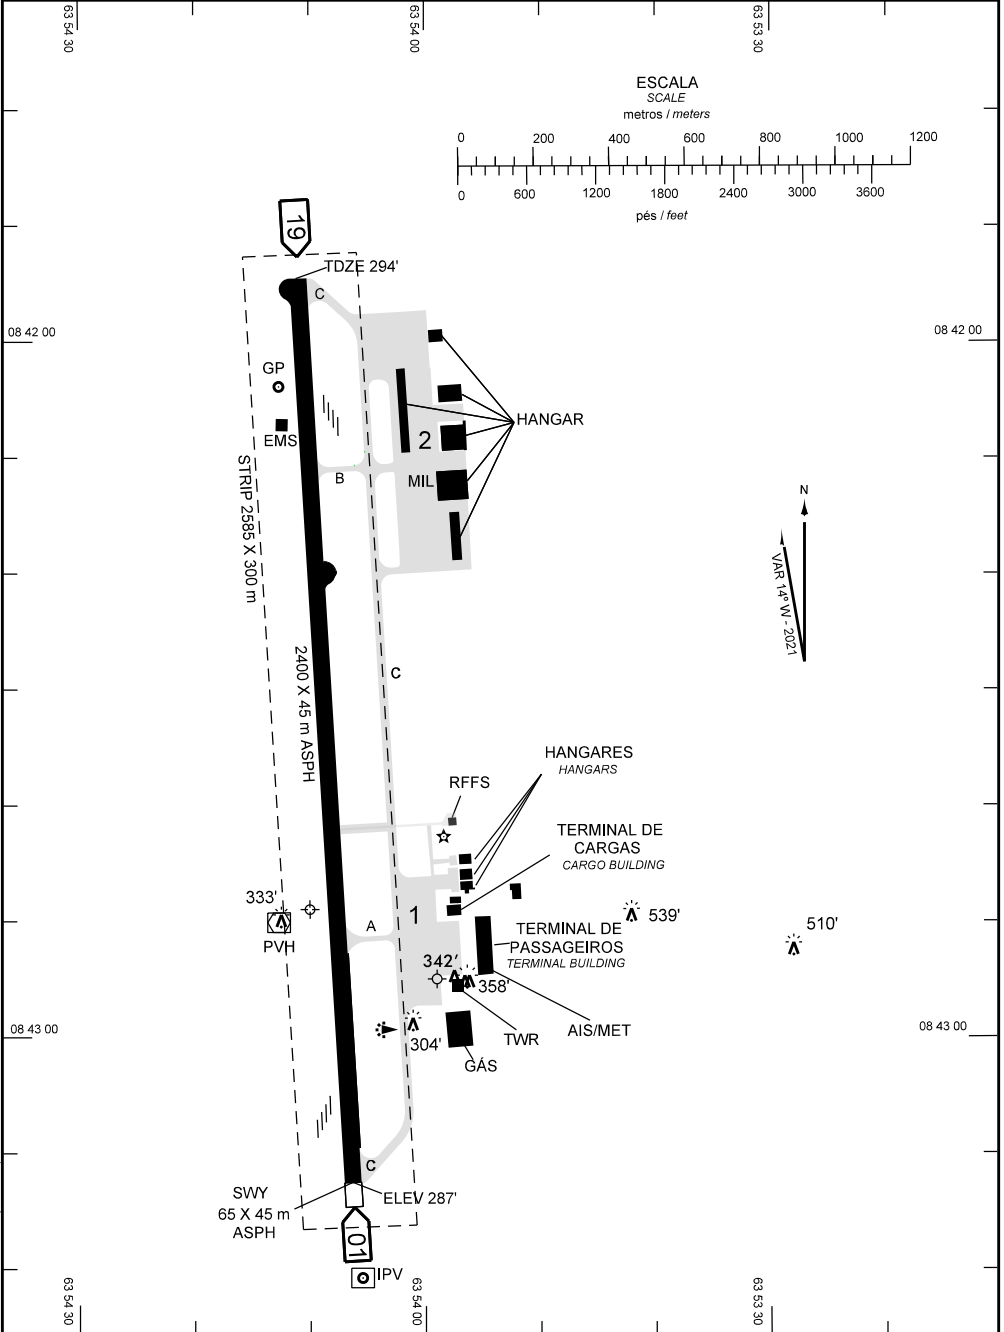 63 54 30
63 54 00
63 53 30
ESCALA
SCALE
metros / meters
0 200 400 600 800 1000 1200
0 600 1200 1800 2400 3000 3600
pés / feet
19
TDZE 294'
C
08 42 00
08 42 00
GP
EMS
HANGAR
2
B
MIL
STRIP 2585 X 300 m
N
VAR 14º W - 2021
2400 X 45 m ASPH
C
HANGARES
HANGARS
RFFS
TERMINAL DE
CARGAS
CARGO BUILDING
333'
PVH
A
1
539'
510'
TERMINAL DE
PASSAGEIROS
TERMINAL BUILDING
342'
358'
08 43 00
08 43 00
304'
TWR
AIS/MET
GÁS
C
SWY
65 X 45 m
ASPH
ELEV 287'
01
IPV
63 54 30
63 54 00
63 53 30